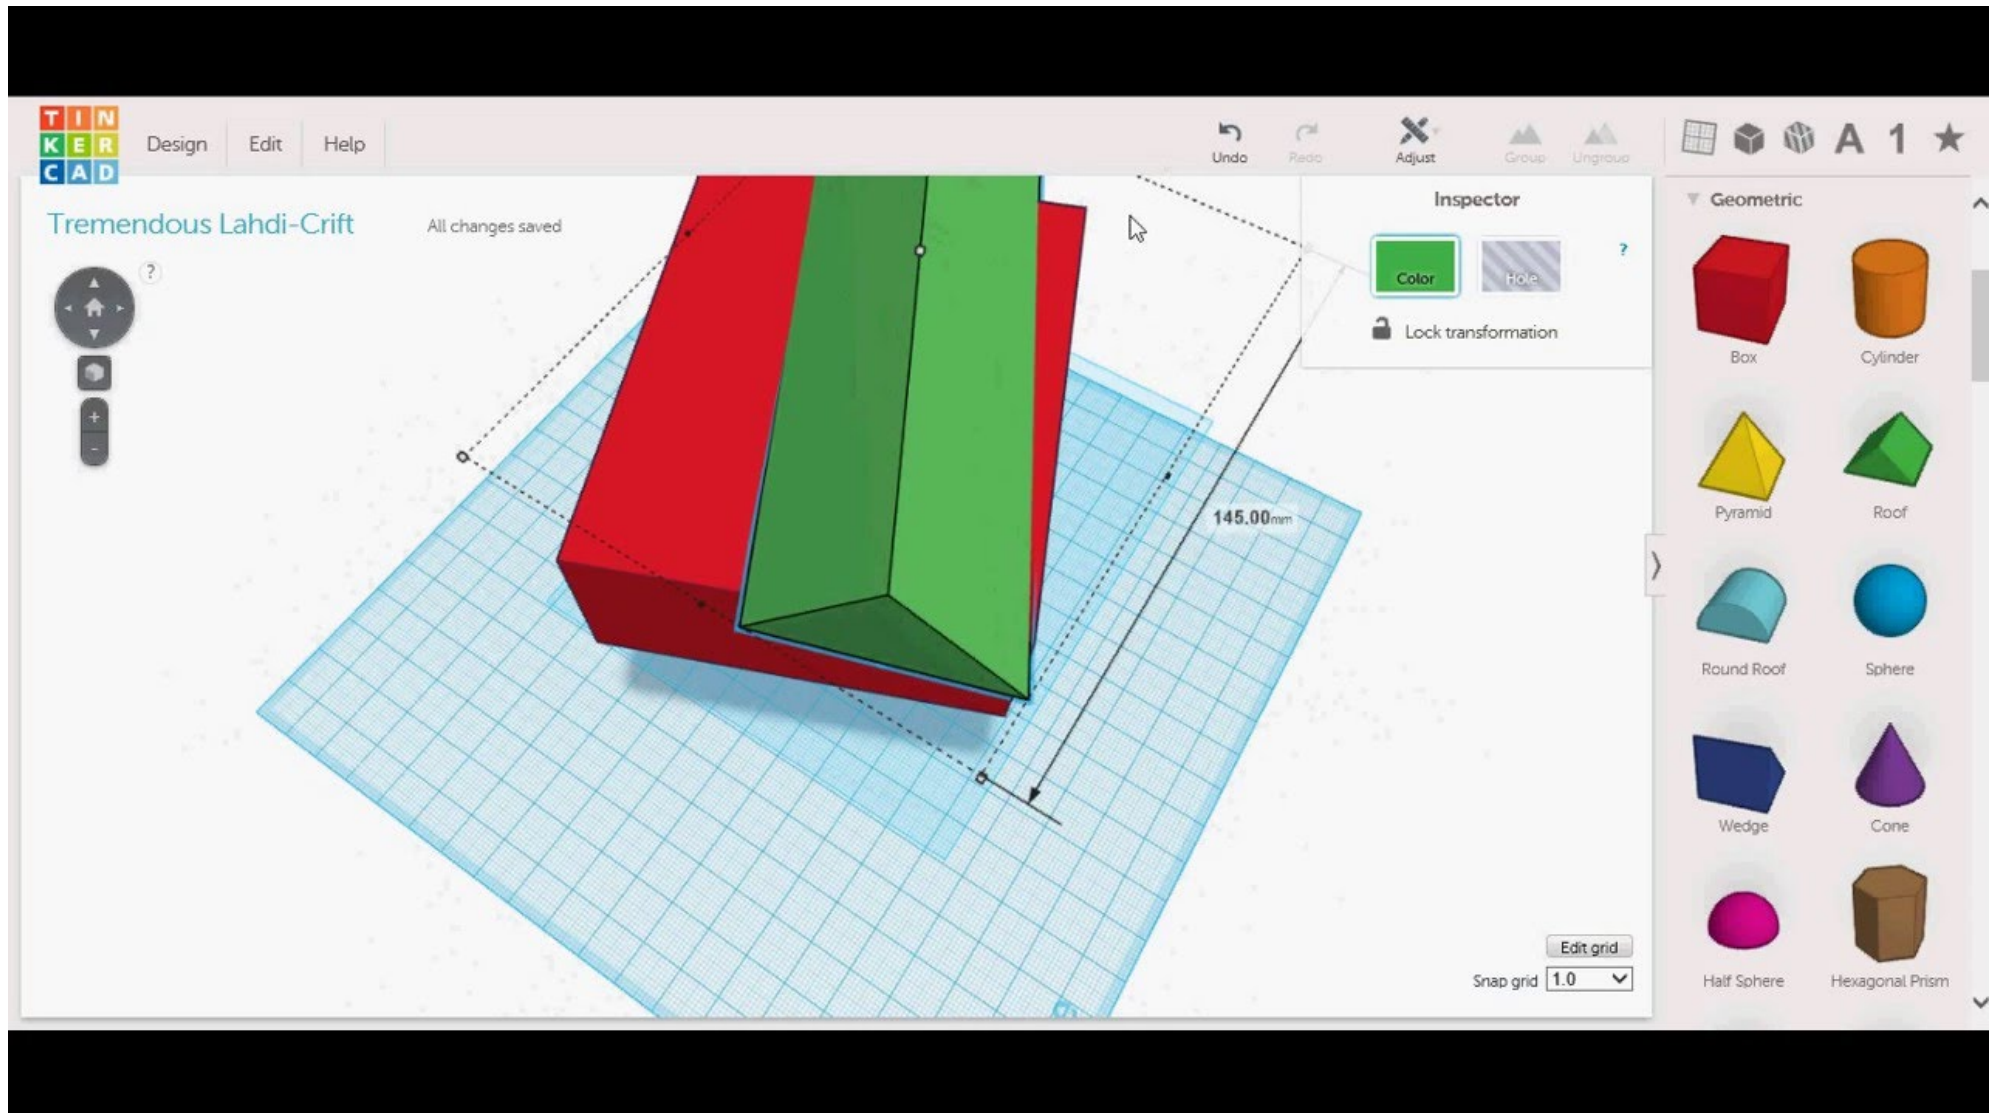 TIN
KER
CAD
Design
Edit
Help
Undo
Redo
Adjust
Group
Ungroup
A
1
Tremendous Lahdi-Crift
All changes saved
?
+
-
Inspector
Color
Hole
?
Lock transformation
145.00mm
Edit grid
Snap grid 1.0
Geometric
Box
Cylinder
Pyramid
Roof
Round Roof
Sphere
Wedge
Cone
Half Sphere
Hexagonal Prism